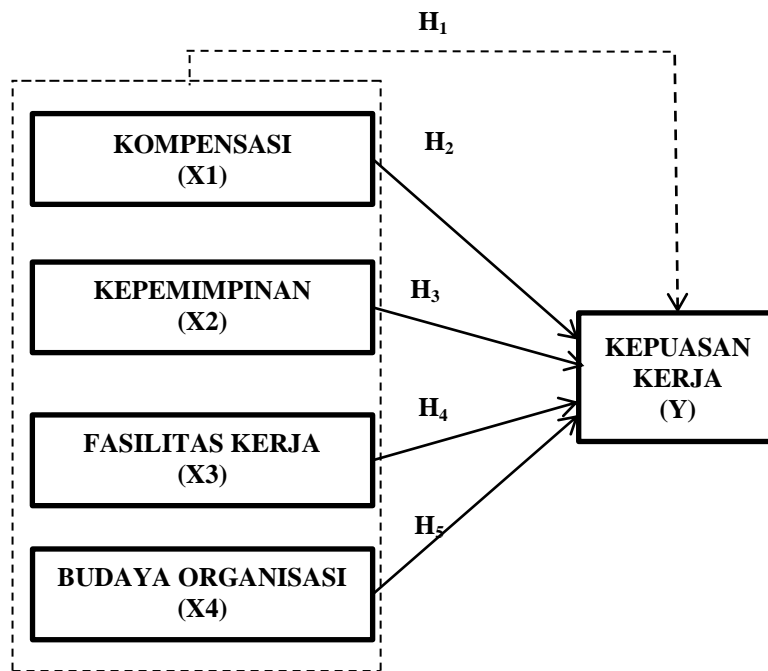 H₁
KOMPENSASI
(X1)
H₂
KEPEMIMPINAN
(X2)
H₃
KEPUASAN
KERJA
(Y)
FASILITAS KERJA
(X3)
H₄
BUDAYA ORGANISASI
(X4)
H₅